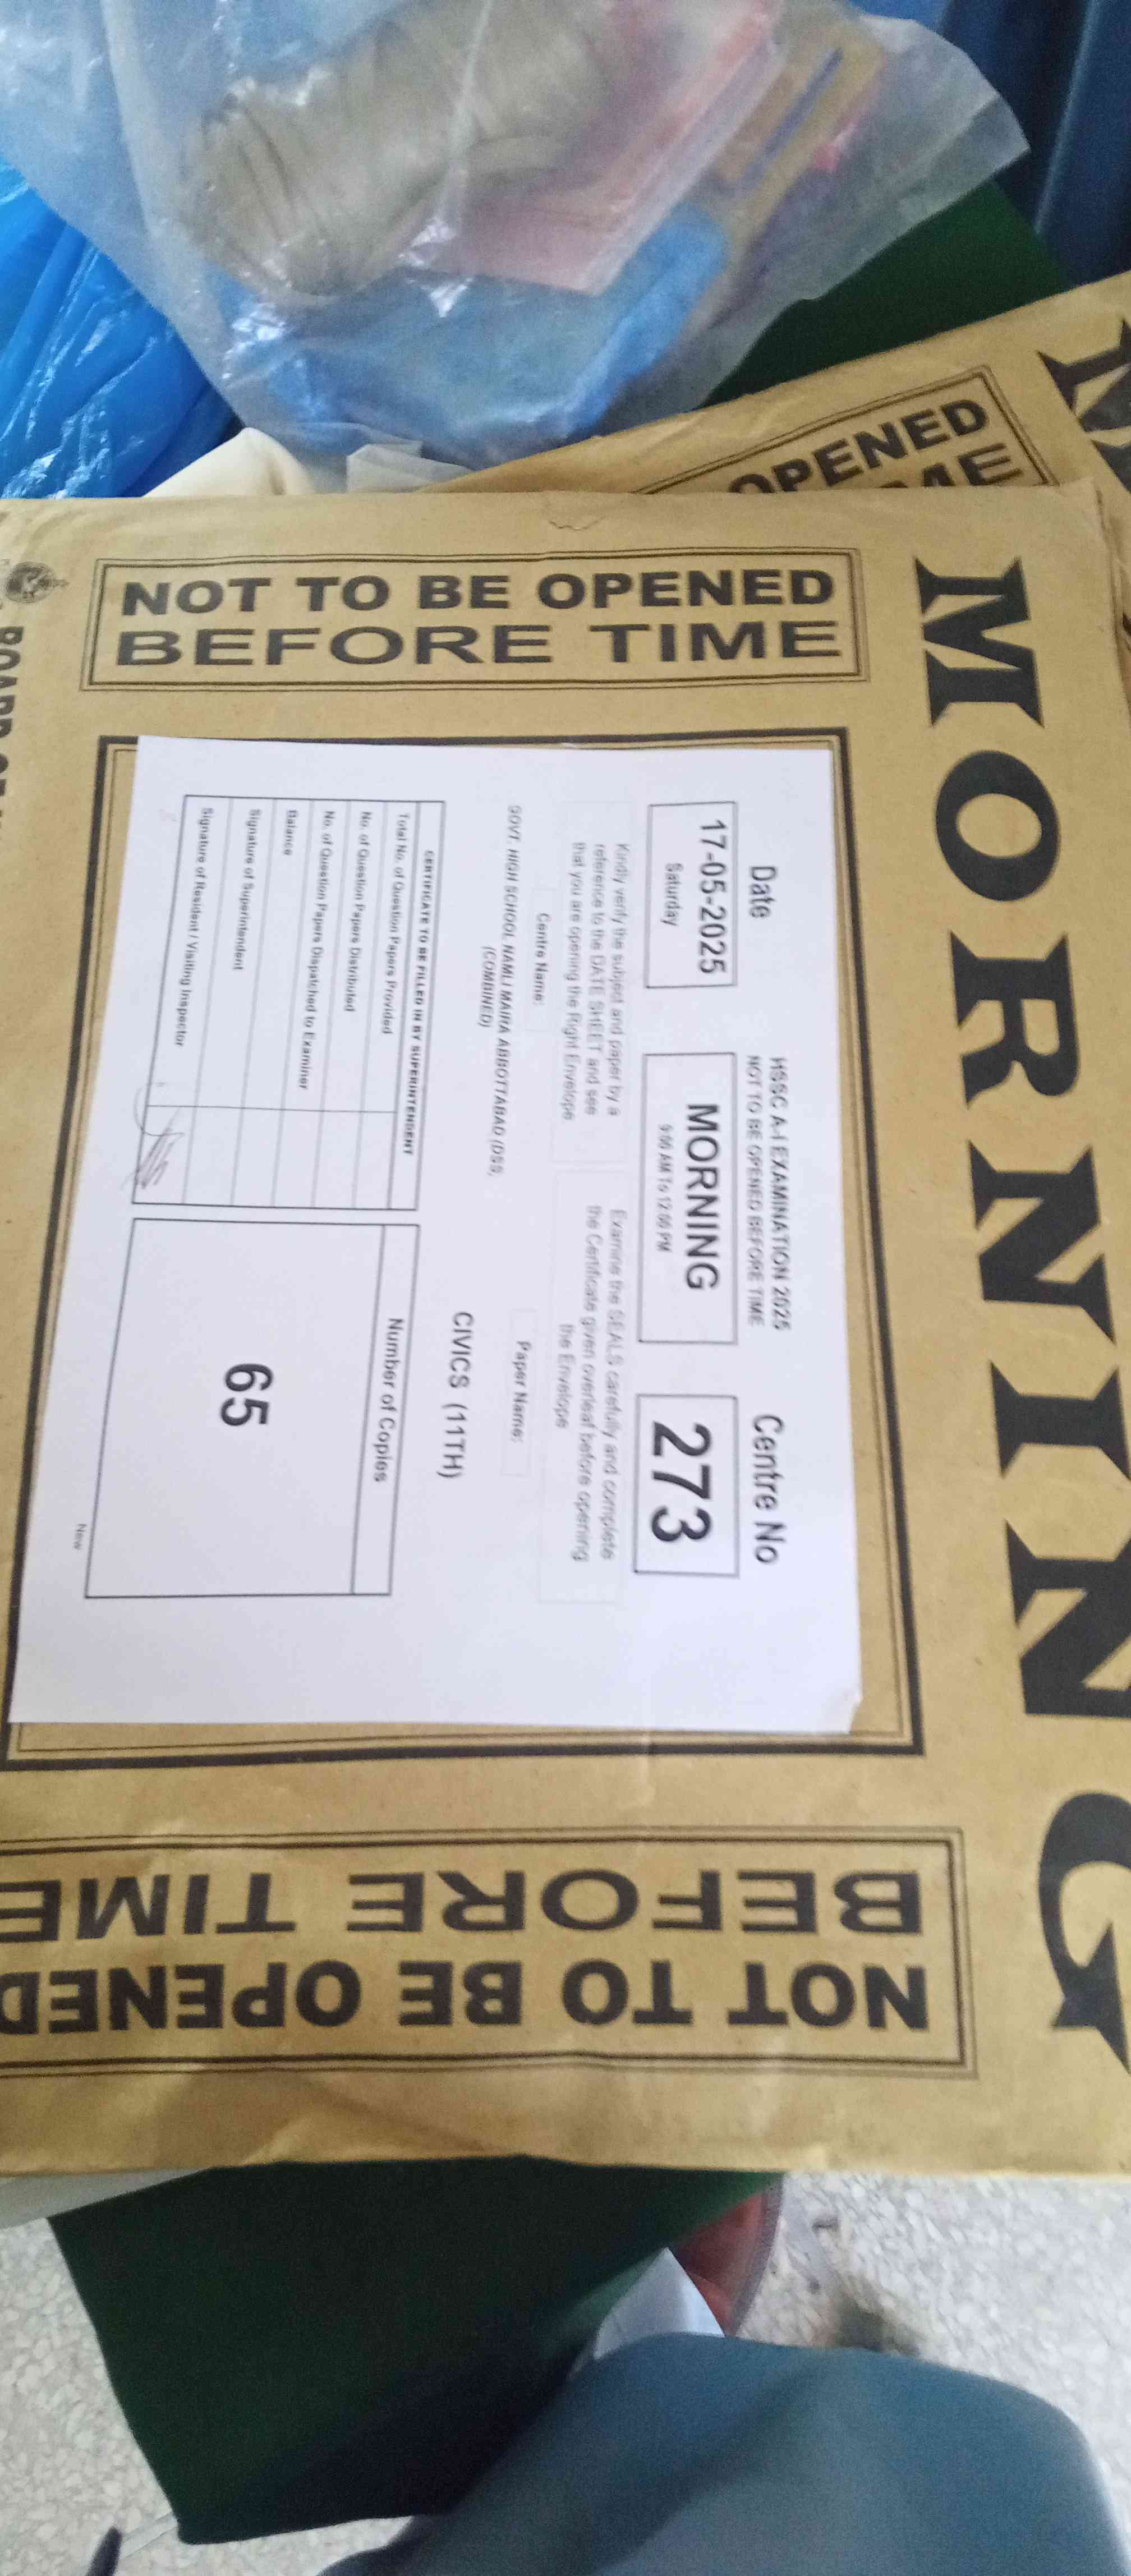 MORNING
NOT TO BE OPENED
BEFORE TIME
HSSC A-I EXAMINATION 2025
NOT TO BE OPENED BEFORE TIME
Date
Centre No
17-05-2025
Saturday
MORNING
9:00 AM To 12:00 PM
273
Kindly verify the subject and paper by a
reference to the DATE SHEET and see
that you are opening the Right Envelope
Examine the SEALS carefully and complete
the Certificate given overleaf before opening
the Envelope
Centre Name:
GOVT. HIGH SCHOOL NAMLI MAIRA ABBOTTABAD (DSS,
(COMBINED)
Paper Name:
CIVICS (11TH)
CERTIFICATE TO BE FILLED IN BY SUPERINTENDENT
Total No. of Question Papers Provided
No. of Question Papers Distributed
No. of Question Papers Dispatched to Examiner
Balance
Signature of Superintendent
Signature of Resident / Visiting Inspector
Number of Copies
65
New
NOT TO BE OPENED
BEFORE TIME
OPENED
BOARD OF